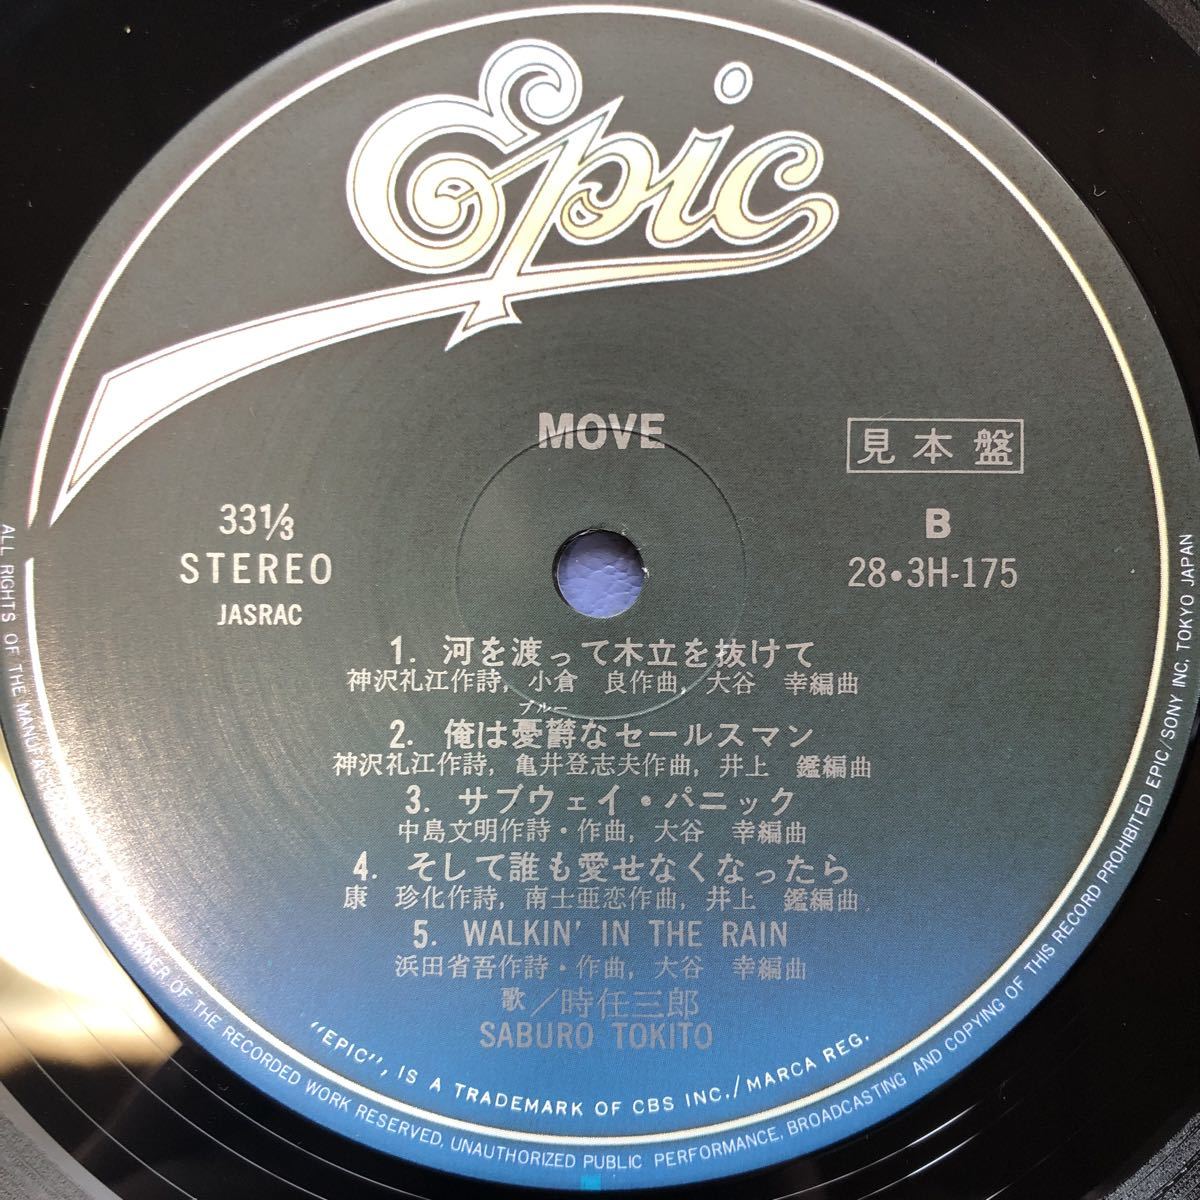 Epic
MOVE
見本盤
33⅓
STEREO
JASRAC
B
28・3H-175
1. 河を渡って木立を抜けて
神沢礼江作詩, 小倉 良作曲, 大谷 幸編曲
ブルー
2. 俺は憂欝なセールスマン
神沢礼江作詩, 亀井登志夫作曲, 井上 鑑編曲
3. サブウェイ・パニック
中島文明作詩・作曲, 大谷 幸編曲
4. そして誰も愛せなくなったら
康 珍化作詩, 南士亜恋作曲, 井上 鑑編曲
5. WALKIN' IN THE RAIN
浜田省吾作詩・作曲, 大谷 幸編曲
歌/時任三郎
SABURO TOKITO
"EPIC", IS A TRADEMARK OF CBS INC./MARCA REG.
ALL RIGHTS OF THE MANUFAC OWNER OF THE RECORDED WORK RESERVED, UNAUTHORIZED PUBLIC PERFORMANCE, BROADCASTING AND COPYING OF THIS RECORD PROHIBITED EPIC/SONY INC. TOKYO JAPAN